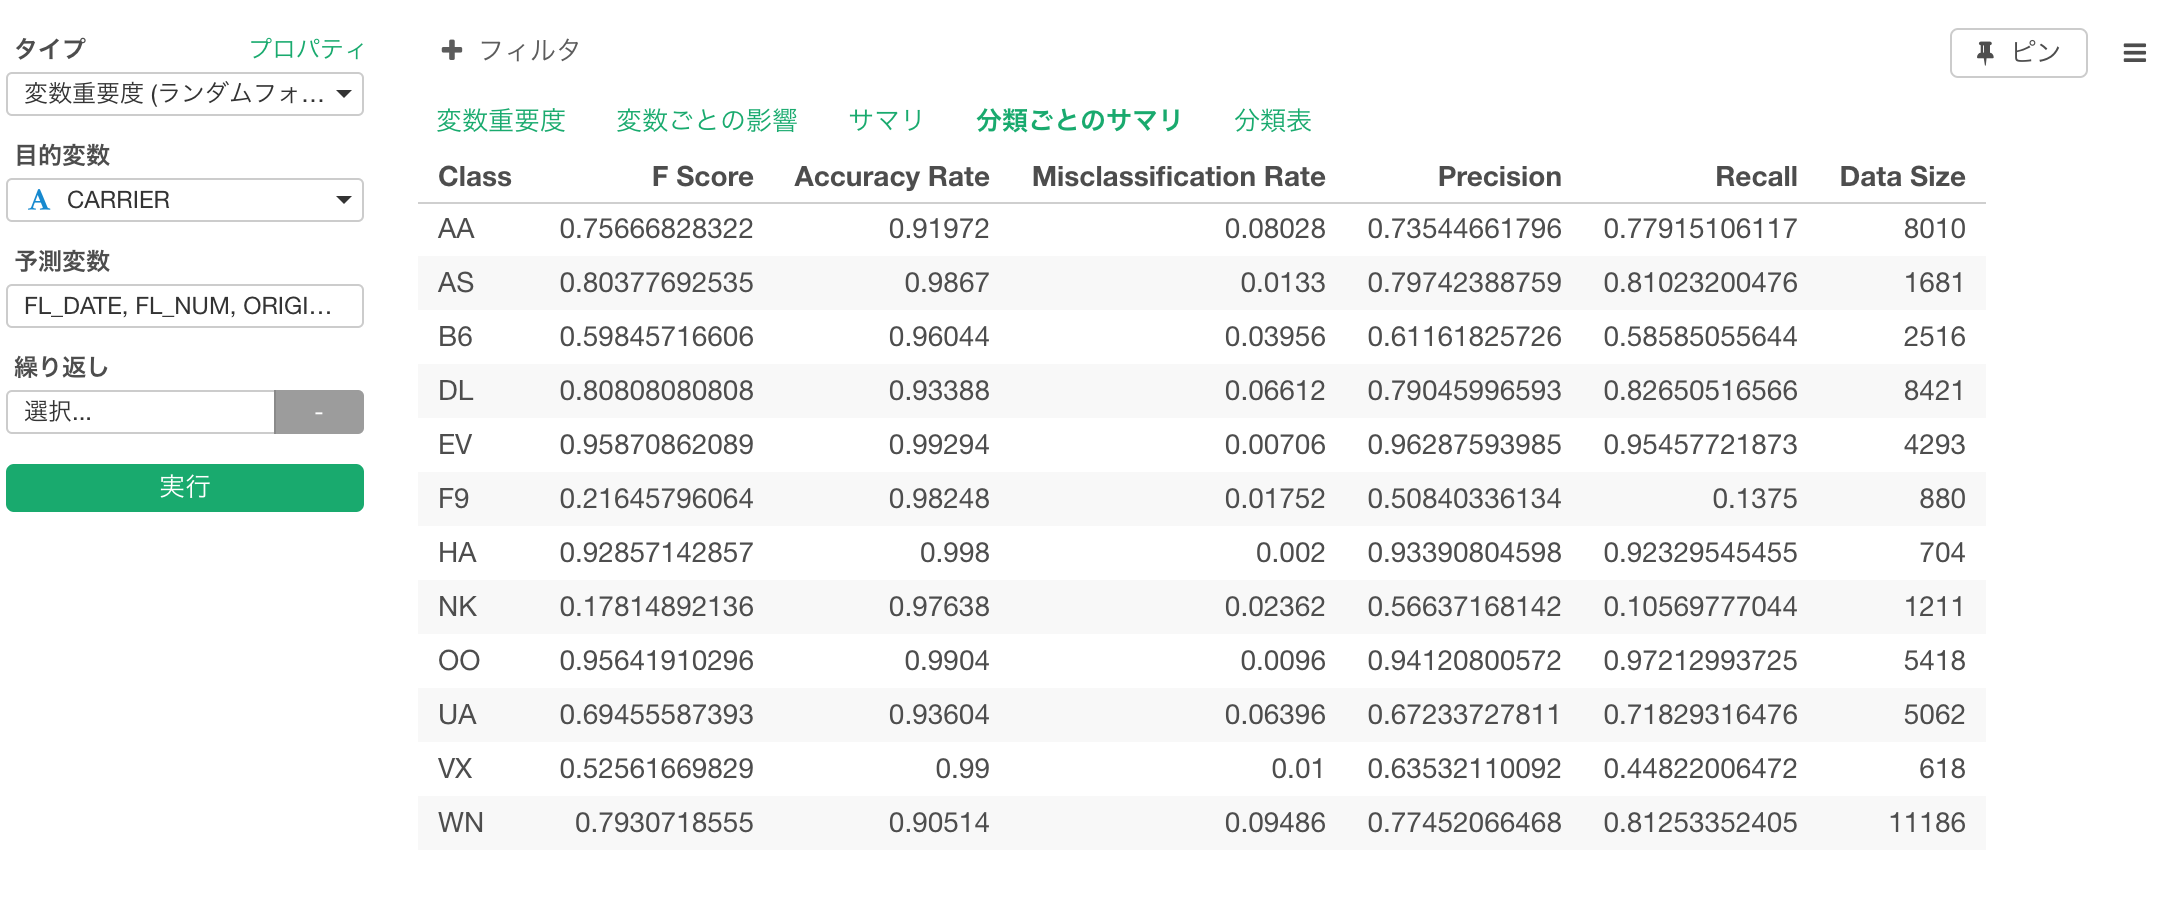 タイプ プロパティ
変数重要度 (ランダムフォ...
目的変数
A CARRIER
予測変数
FL_DATE, FL_NUM, ORIGI...
繰り返し
選択... -
実行
フィルタ
ピン
変数重要度 変数ごとの影響 サマリ 分類ごとのサマリ 分類表
Class F Score Accuracy Rate Misclassification Rate Precision Recall Data Size
AA 0.75666828322 0.91972 0.08028 0.73544661796 0.77915106117 8010
AS 0.80377692535 0.9867 0.0133 0.79742388759 0.81023200476 1681
B6 0.59845716606 0.96044 0.03956 0.61161825726 0.58585055644 2516
DL 0.80808080808 0.93388 0.06612 0.79045996593 0.82650516566 8421
EV 0.95870862089 0.99294 0.00706 0.96287593985 0.95457721873 4293
F9 0.21645796064 0.98248 0.01752 0.50840336134 0.1375 880
HA 0.92857142857 0.998 0.002 0.93390804598 0.92329545455 704
NK 0.17814892136 0.97638 0.02362 0.56637168142 0.10569777044 1211
OO 0.95641910296 0.9904 0.0096 0.94120800572 0.97212993725 5418
UA 0.69455587393 0.93604 0.06396 0.67233727811 0.71829316476 5062
VX 0.52561669829 0.99 0.01 0.63532110092 0.44822006472 618
WN 0.7930718555 0.90514 0.09486 0.77452066468 0.81253352405 11186